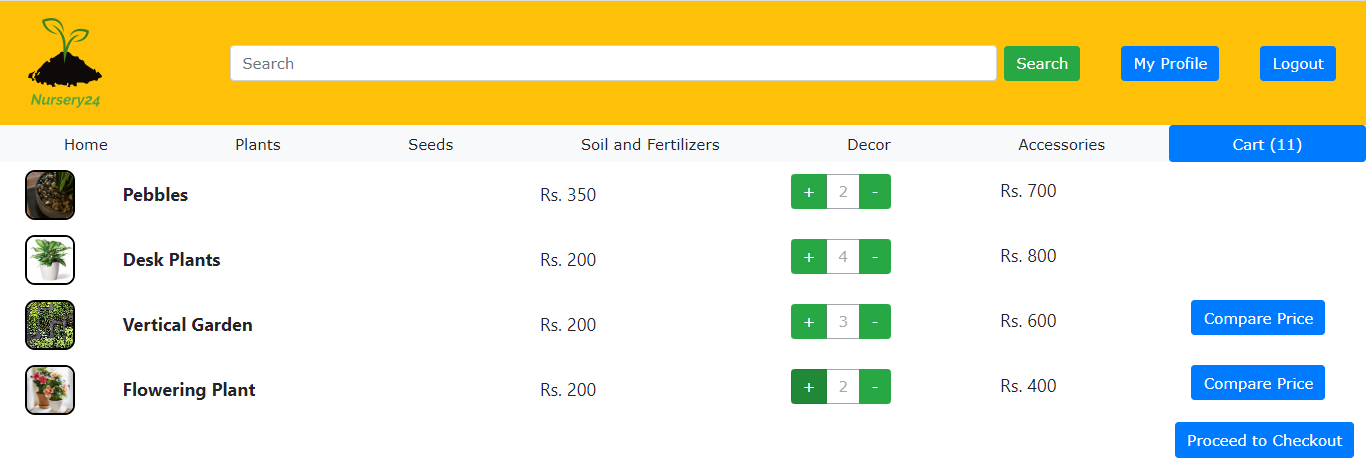 Nursery24
Search Search My Profile Logout
Home Plants Seeds Soil and Fertilizers Decor Accessories Cart (11)
Pebbles Rs. 350 + 2 - Rs. 700
Desk Plants Rs. 200 + 4 - Rs. 800
Vertical Garden Rs. 200 + 3 - Rs. 600 Compare Price
Flowering Plant Rs. 200 + 2 - Rs. 400 Compare Price
Proceed to Checkout